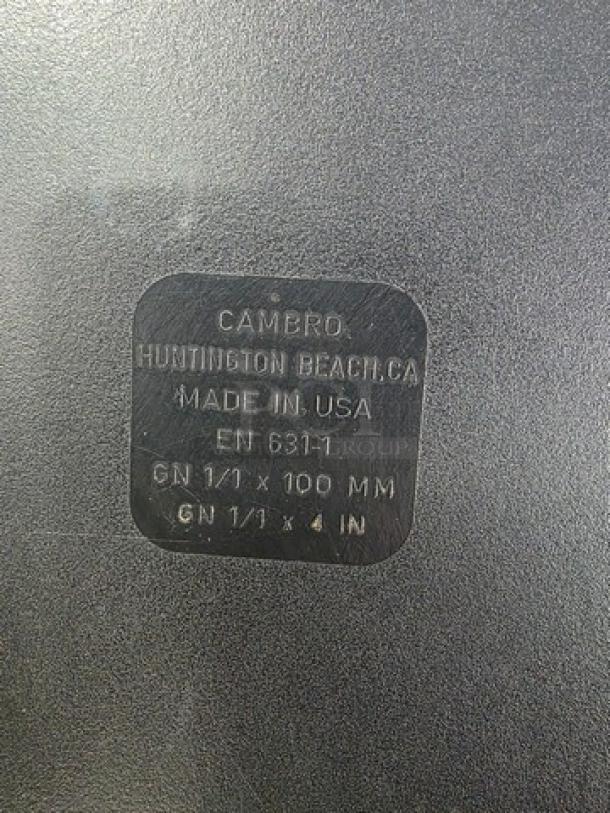 CAMBRO
HUNTINGTON BEACH, CA
MADE IN USA
EN 631-1
GN 1/1 x 100 MM
GN 1/1 x 4 IN
GROUP